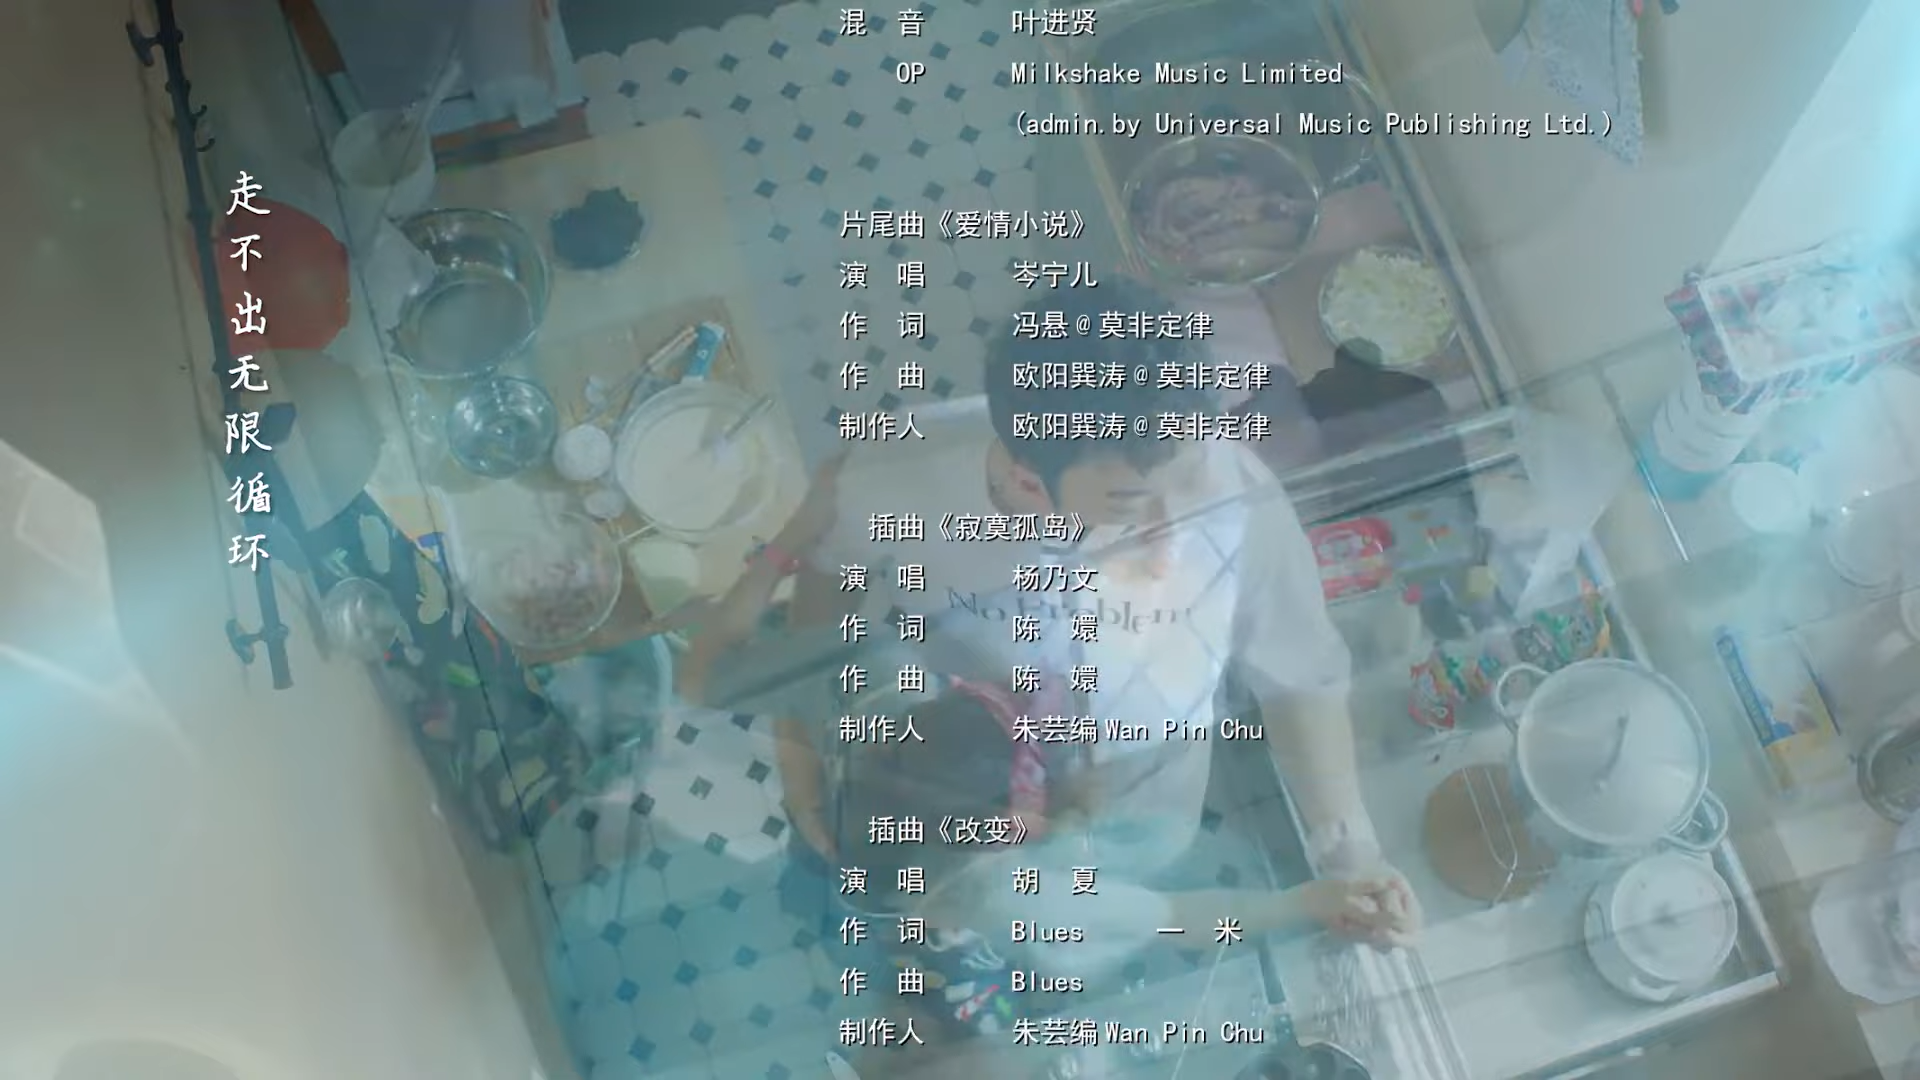 走不出无限循环
混 音 叶进贤
OP Milkshake Music Limited
(admin.by Universal Music Publishing Ltd.)
片尾曲《爱情小说》
演 唱 岑宁儿
作 词 冯悬@莫非定律
作 曲 欧阳巽涛@莫非定律
制作人 欧阳巽涛@莫非定律
插曲《寂寞孤岛》
演 唱 杨乃文
作 词 陈 嬛
作 曲 陈 嬛
制作人 朱芸编 Wan Pin Chu
插曲《改变》
演 唱 胡 夏
作 词 Blues 一 米
作 曲 Blues
制作人 朱芸编 Wan Pin Chu
No Problem